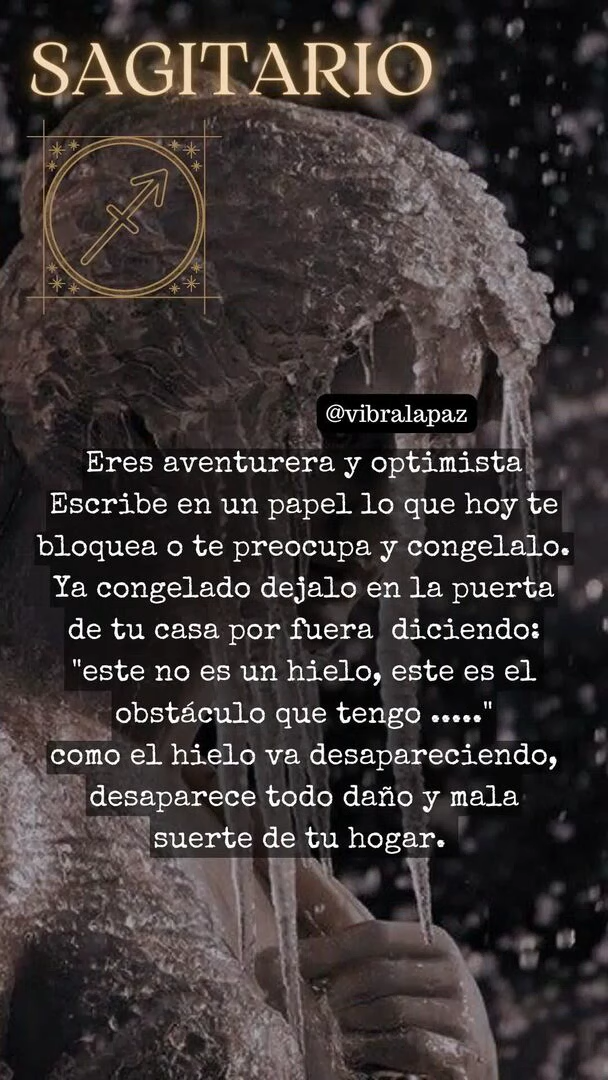 SAGITARIO
@vibralapaz
Eres aventurera y optimista
Escribe en un papel lo que hoy te
bloquea o te preocupa y congelalo.
Ya congelado dejalo en la puerta
de tu casa por fuera diciendo:
"este no es un hielo, este es el
obstáculo que tengo ....."
como el hielo va desapareciendo,
desaparece todo daño y mala
suerte de tu hogar.